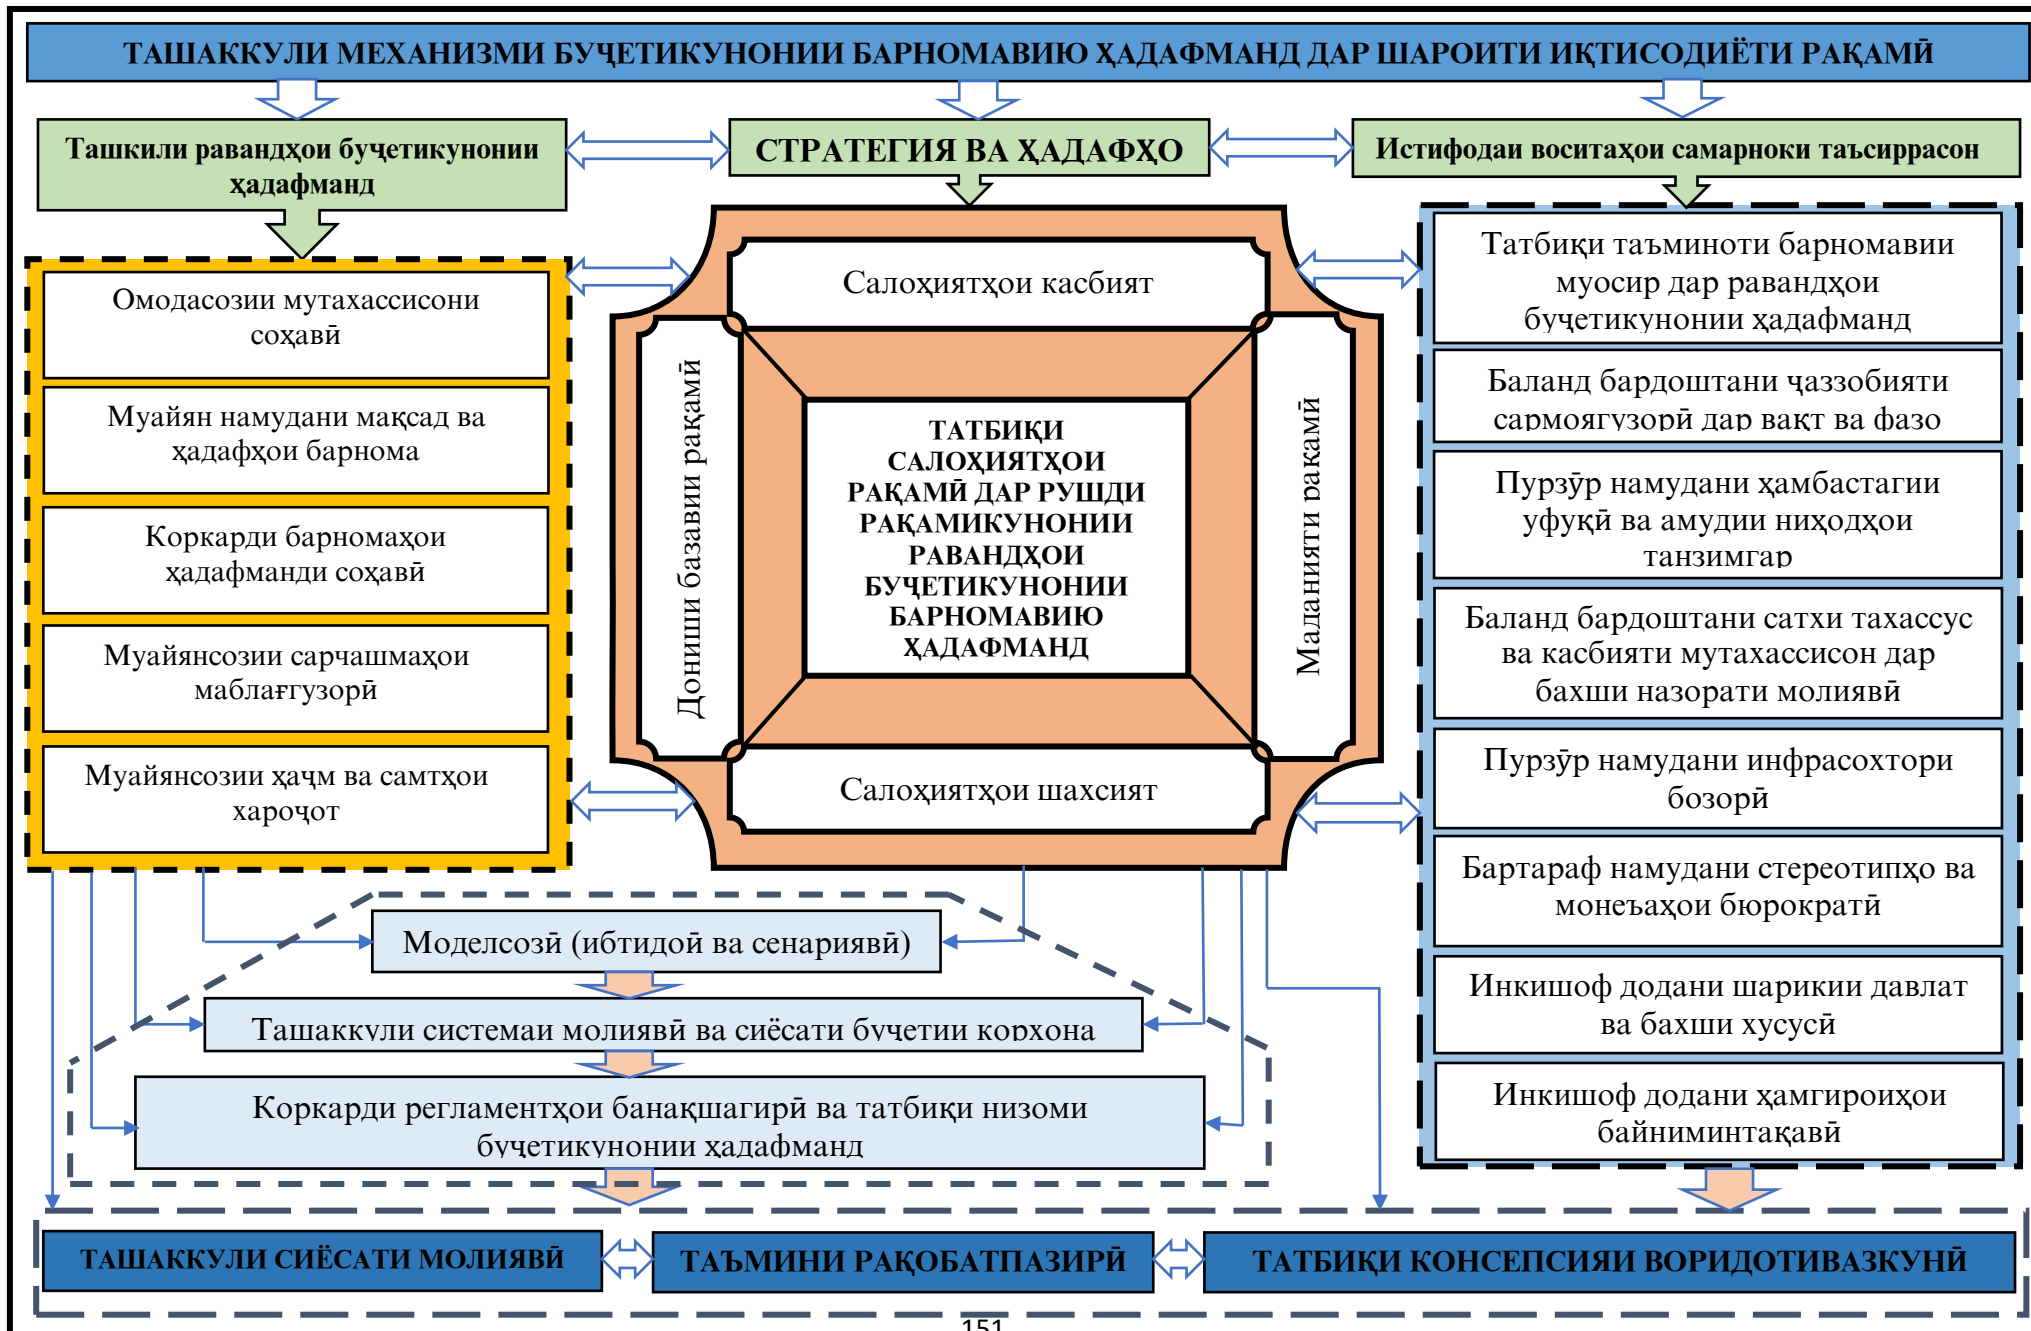 ТАШАККУЛИ МЕХАНИЗМИ БУҶЕТИКУНОНИИ БАРНОМАВИЮ ҲАДАФМАНД ДАР ШАРОИТИ ИҚТИСОДИЁТИ РАҚАМӢ
Ташкили равандҳои буҷетикунонии
ҳадафманд
СТРАТЕГИЯ ВА ҲАДАФҲО
Истифодаи воситаҳои самарноки таъсиррасон
Омодасозии мутахассисони
соҳавӣ
Муайян намудани мақсад ва
ҳадафҳои барнома
Коркарди барномаҳои
ҳадафманди соҳавӣ
Муайянсозии сарчашмаҳои
маблағгузорӣ
Муайянсозии ҳаҷм ва самтҳои
хароҷот
Салоҳиятҳои касбият
Дониши базавии рақамӣ
ТАТБИҚИ
САЛОҲИЯТҲОИ
РАҚАМӢ ДАР РУШДИ
РАҚАМИКУНОНИИ
РАВАНДҲОИ
БУҶЕТИКУНОНИИ
БАРНОМАВИЮ
ҲАДАФМАНД
Маданияти рақамӣ
Салоҳиятҳои шахсият
Татбиқи таъминоти барномавии
муосир дар равандҳои
буҷетикунонии ҳадафманд
Баланд бардоштани ҷаззобияти
сармоягузорӣ дар вақт ва фазо
Пурзӯр намудани ҳамбастагии
уфуқӣ ва амудии ниҳодҳои
танзимгар
Баланд бардоштани сатҳи тахассус
ва касбияти мутахассисон дар
бахши назорати молиявӣ
Пурзӯр намудани инфрасохтори
бозорӣ
Бартараф намудани стереотипҳо ва
монеъаҳои бюрократӣ
Инкишоф додани шарикии давлат
ва бахши хусусӣ
Инкишоф додани ҳамгироиҳои
байниминтақавӣ
Моделсозӣ (ибтидоӣ ва сенариявӣ)
Ташаккули системаи молиявӣ ва сиёсати буҷетии корхона
Коркарди регламентҳои банақшагирӣ ва татбиқи низоми
буҷетикунонии ҳадафманд
ТАШАККУЛИ СИЁСАТИ МОЛИЯВӢ
ТАЪМИНИ РАҚОБАТПАЗИРӢ
ТАТБИҚИ КОНСЕПСИЯИ ВОРИДОТИВАЗКУНӢ
151